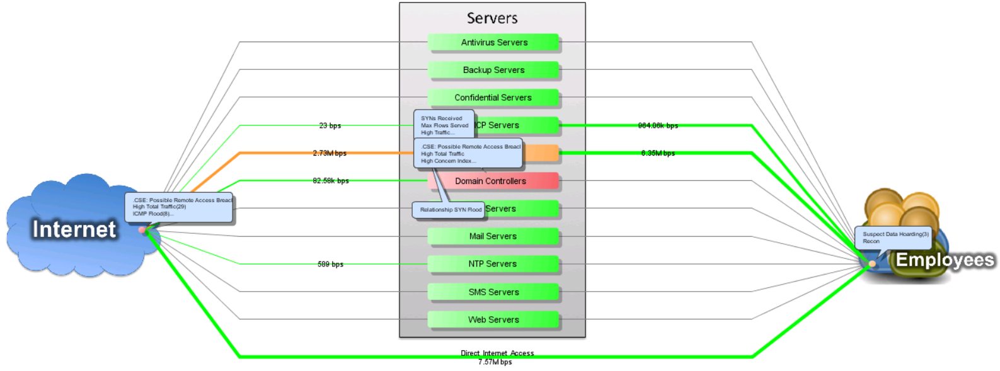 Servers
Antivirus Servers
Backup Servers
Confidential Servers
SYNs Received
Max Flows Served
High Traffic...
23 bps
CP Servers
964.06k bps
2.73M bps
.CSE: Possible Remote Access Breach
High Total Traffic
High Concern Index...
6.35M bps
82.58k bps
Domain Controllers
.CSE: Possible Remote Access Breach
High Total Traffic(29)
ICMP Flood(8)...
Relationship SYN Flood
Servers
Internet
Mail Servers
Suspect Data Hoarding(3)
Recon
Employees
589 bps
NTP Servers
SMS Servers
Web Servers
Direct Internet Access
7.57M bps